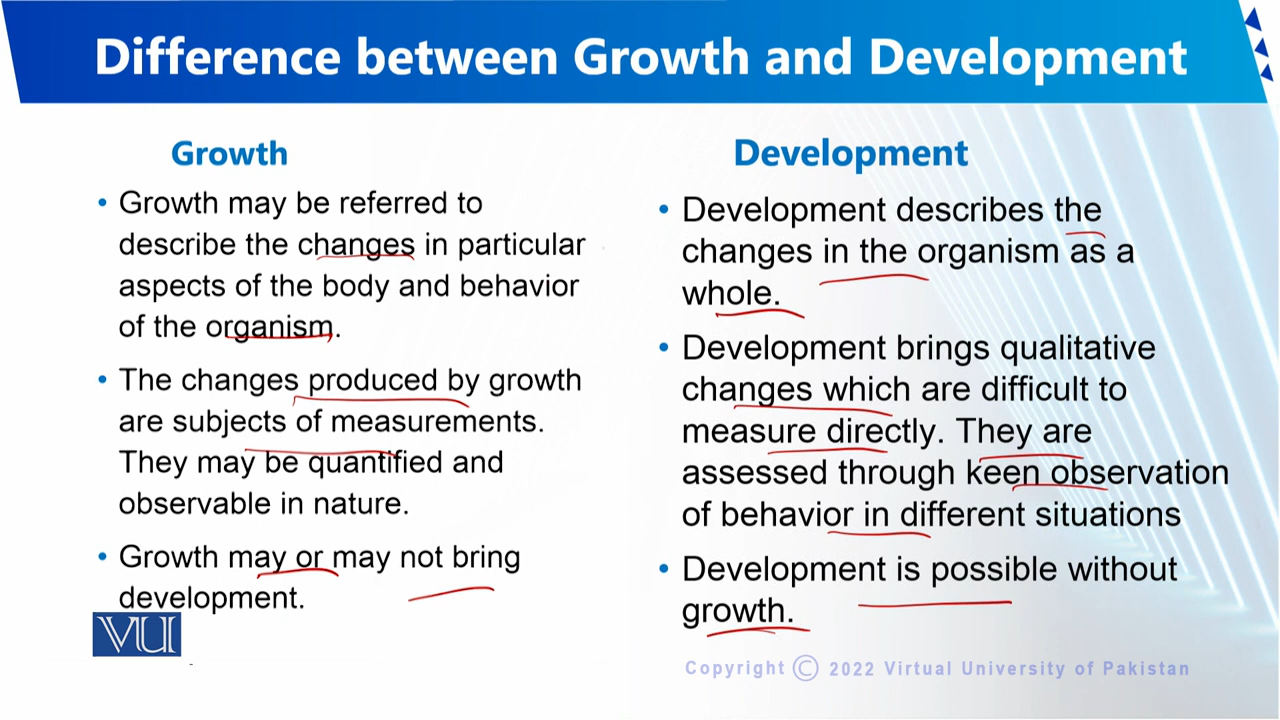 Difference between Growth and Development
Growth
• Growth may be referred to
describe the changes in particular
aspects of the body and behavior
of the organism.
• The changes produced by growth
are subjects of measurements.
They may be quantified and
observable in nature.
• Growth may or may not bring
development.
VU
Development
• Development describes the
changes in the organism as a
whole.
• Development brings qualitative
changes which are difficult to
measure directly. They are
assessed through keen observation
of behavior in different situations
• Development is possible without
growth.
Copyright © 2022 Virtual University of Pakistan